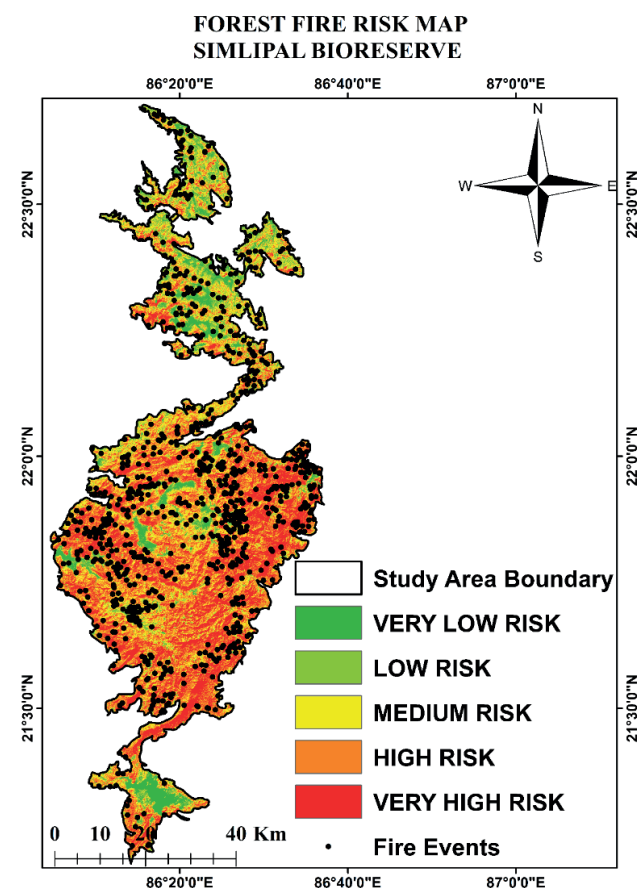 FOREST FIRE RISK MAP
SIMLIPAL BIORESERVE
86°20'0"E 86°40'0"E 87°0'0"E
N
W E
S
22°30'0"N 22°30'0"N
22°0'0"N 22°0'0"N
Study Area Boundary
VERY LOW RISK
LOW RISK
21°30'0"N 21°30'0"N
MEDIUM RISK
HIGH RISK
VERY HIGH RISK
0 10 20 40 Km
Fire Events
86°20'0"E 86°40'0"E 87°0'0"E